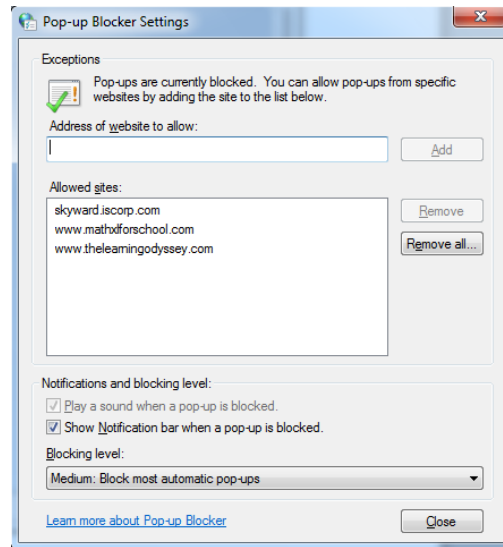 Pop-up Blocker Settings
Exceptions
Pop-ups are currently blocked. You can allow pop-ups from specific
websites by adding the site to the list below.
Address of website to allow:
Add
Allowed sites:
skyward.iscorp.com
www.mathxlforschool.com
www.thelearningodyssey.com
Remove
Remove all...
Notifications and blocking level:
Play a sound when a pop-up is blocked.
Show Notification bar when a pop-up is blocked.
Blocking level:
Medium: Block most automatic pop-ups
Learn more about Pop-up Blocker
Close